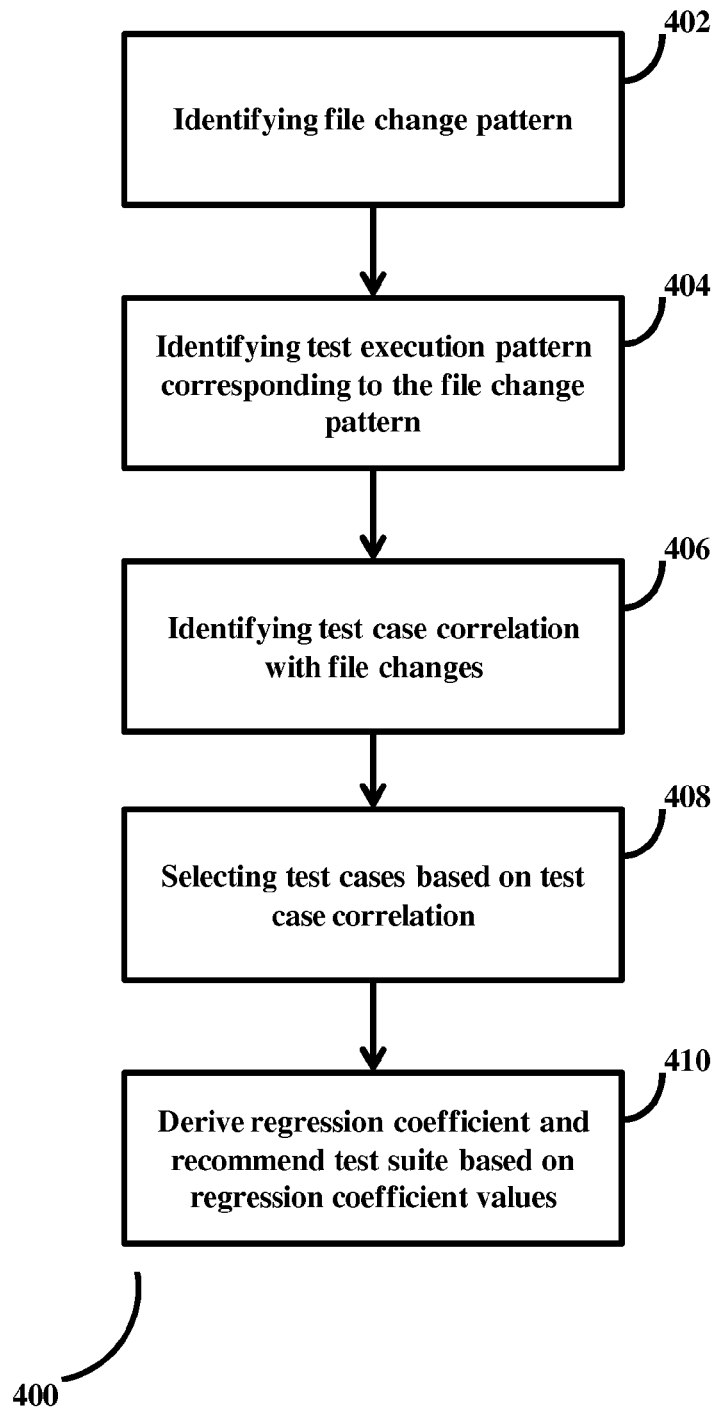 402
Identifying file change pattern
404
Identifying test execution pattern
corresponding to the file change
pattern
406
Identifying test case correlation
with file changes
408
Selecting test cases based on test
case correlation
410
Derive regression coefficient and
recommend test suite based on
regression coefficient values
400